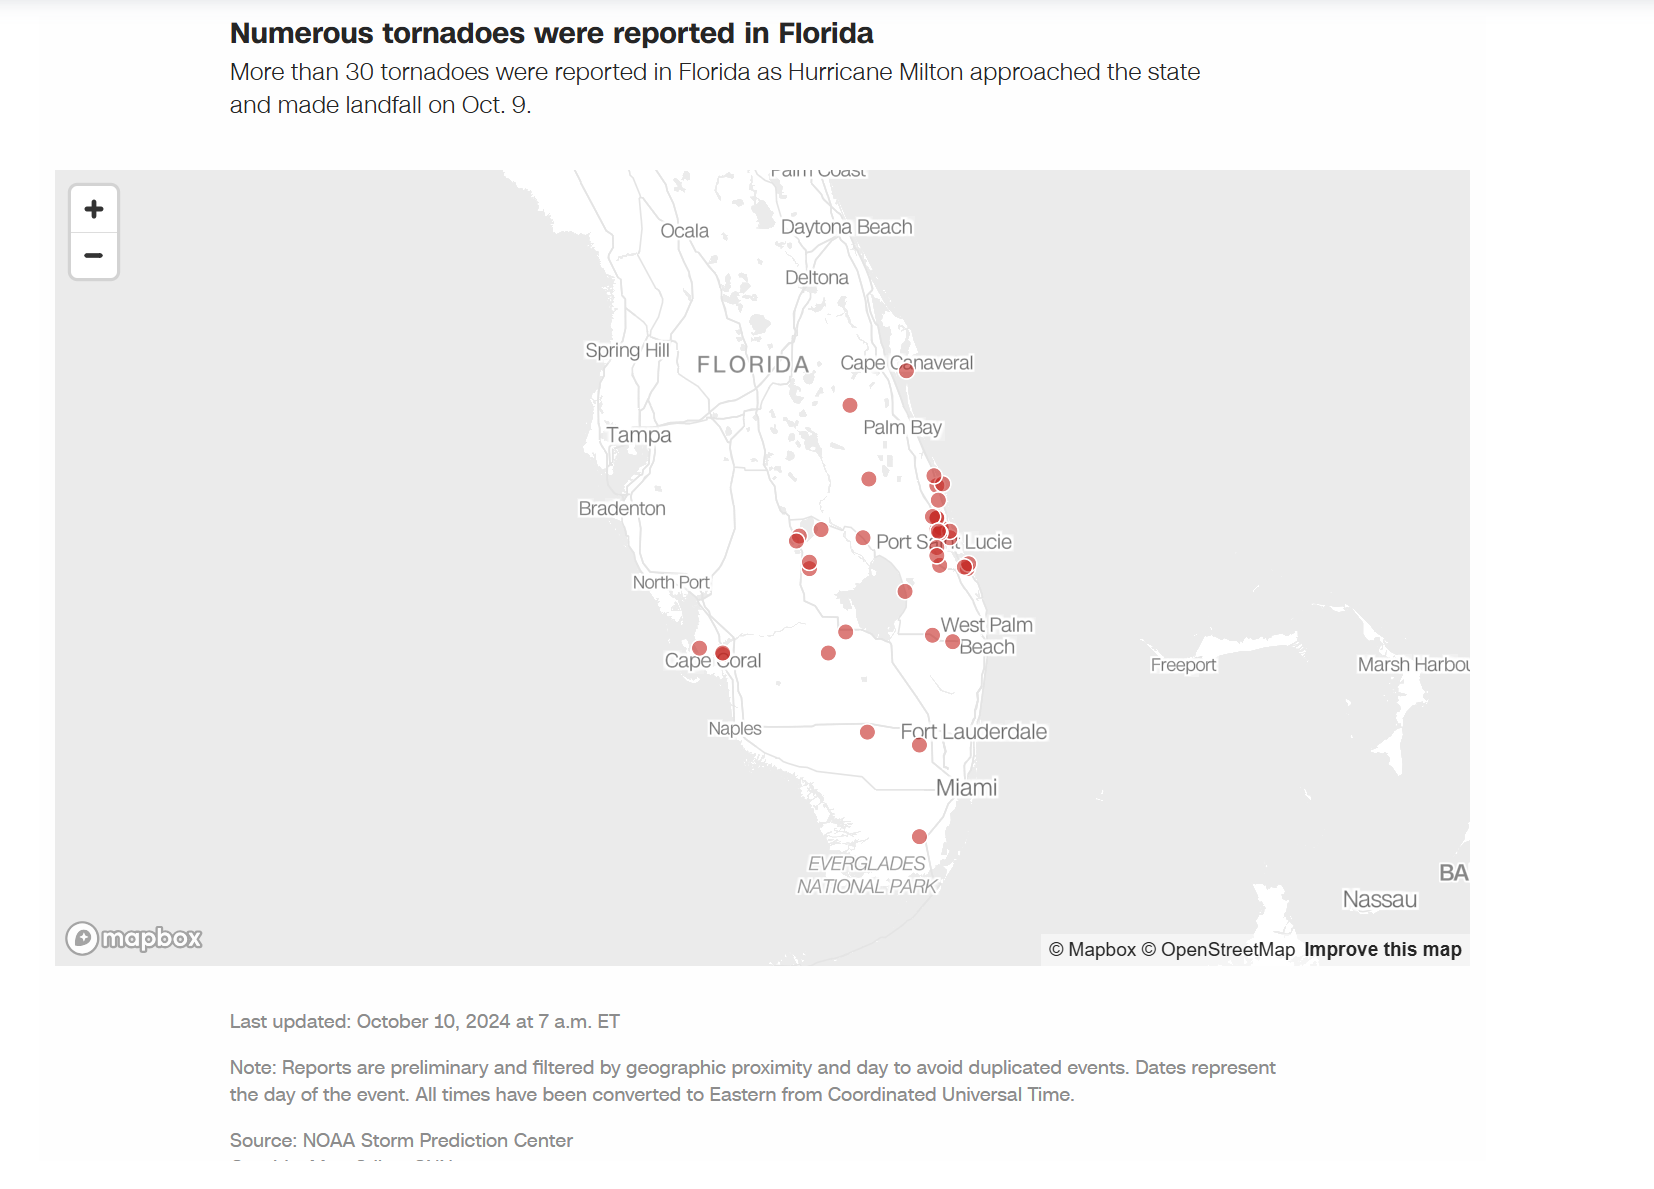 Numerous tornadoes were reported in Florida
More than 30 tornadoes were reported in Florida as Hurricane Milton approached the state
and made landfall on Oct. 9.
+
−
Palm Coast
Ocala
Daytona Beach
Deltona
Spring Hill
FLORIDA
Cape Canaveral
Palm Bay
Tampa
Bradenton
Port Saint Lucie
North Port
West Palm
Beach
Cape Coral
Freeport
Marsh Harbou
Naples
Fort Lauderdale
Miami
EVERGLADES
NATIONAL PARK
BA
Nassau
mapbox
© Mapbox © OpenStreetMap Improve this map
Last updated: October 10, 2024 at 7 a.m. ET
Note: Reports are preliminary and filtered by geographic proximity and day to avoid duplicated events. Dates represent
the day of the event. All times have been converted to Eastern from Coordinated Universal Time.
Source: NOAA Storm Prediction Center